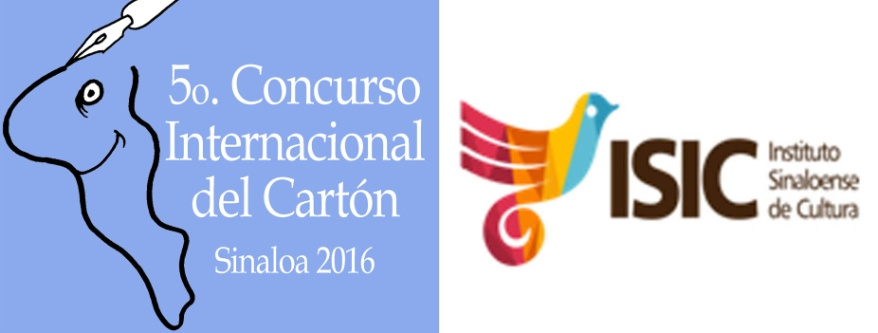 5o. Concurso
Internacional
del Cartón
Sinaloa 2016
ISIC
Instituto
Sinaloense
de Cultura